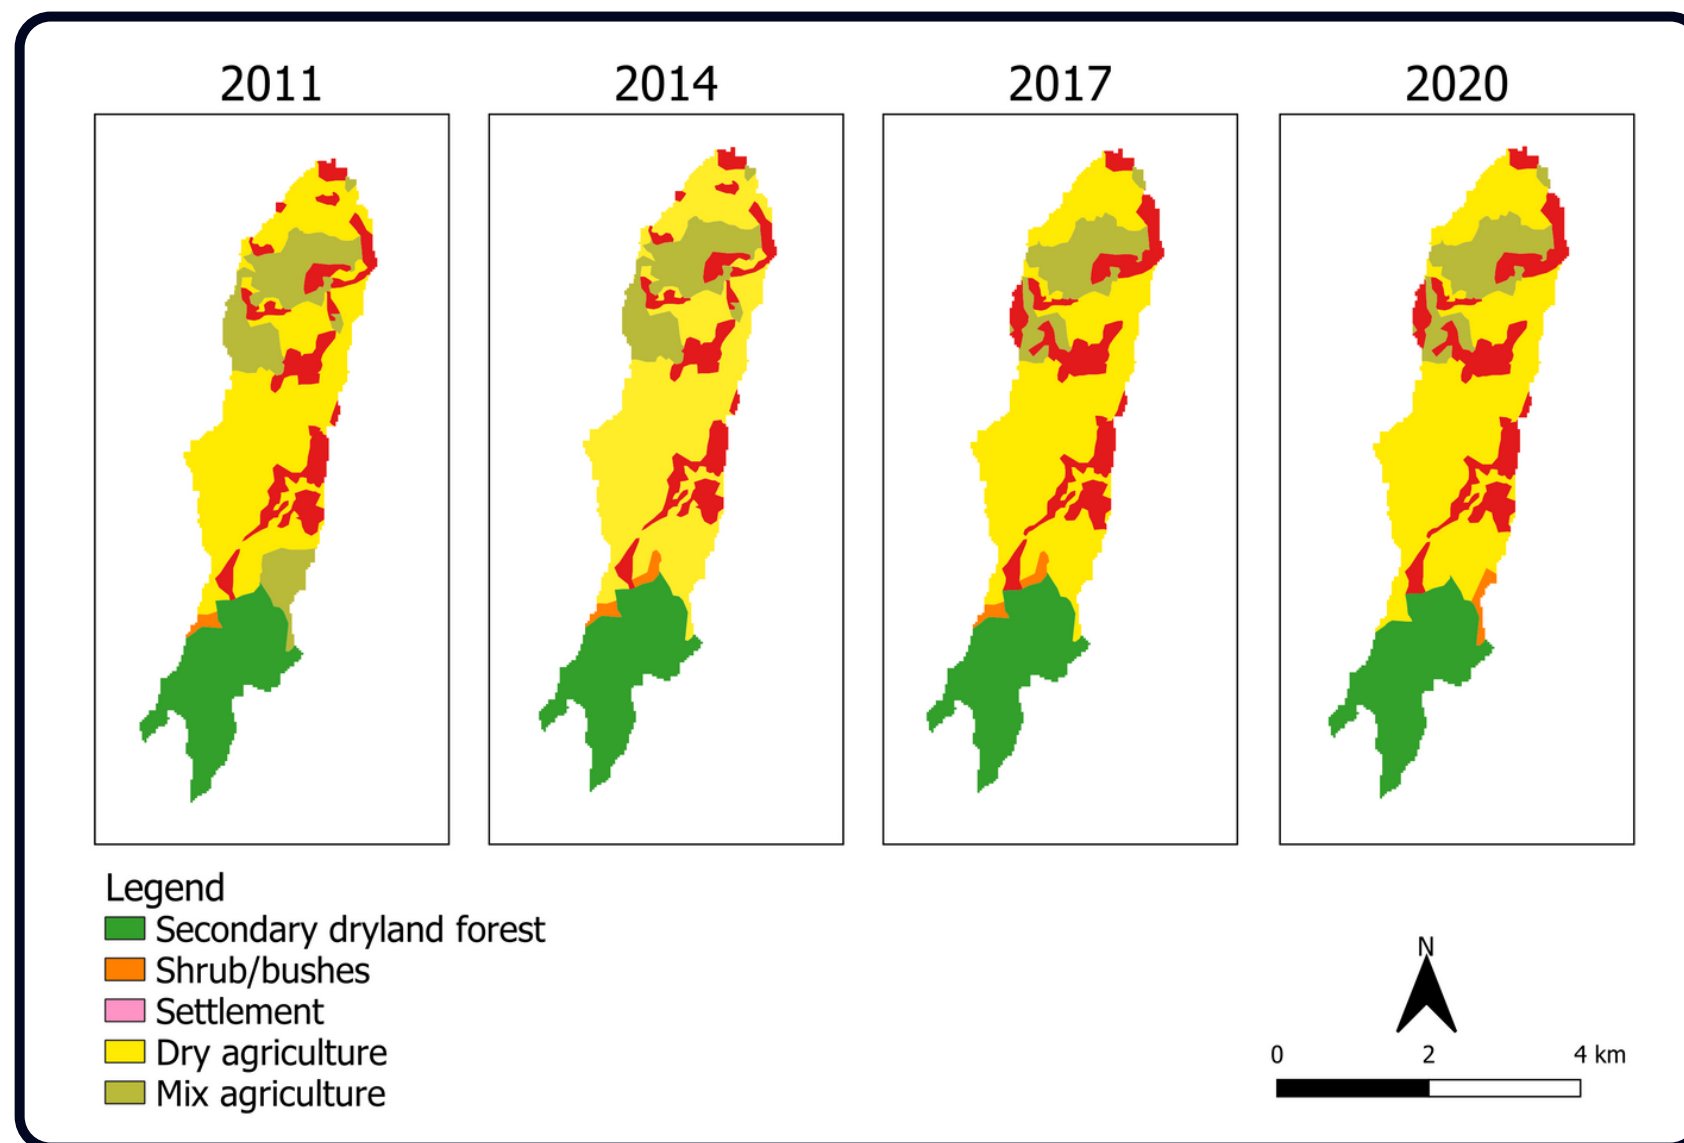 2011 2014 2017 2020
Legend
Secondary dryland forest
Shrub/bushes
Settlement
Dry agriculture
Mix agriculture
N
0 2 4 km